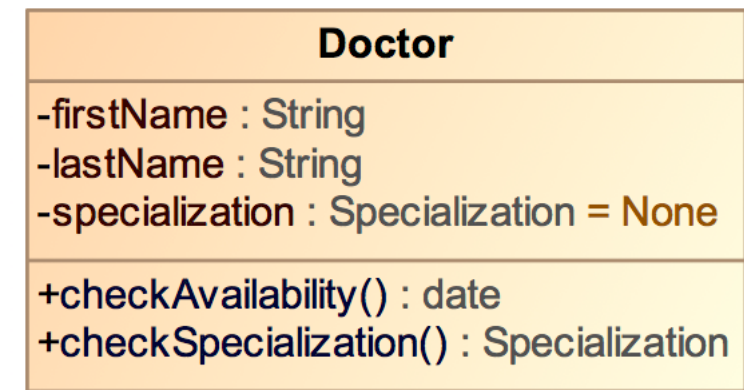 Doctor
-firstName : String
-lastName : String
-specialization : Specialization = None
+checkAvailability() : date
+checkSpecialization() : Specialization